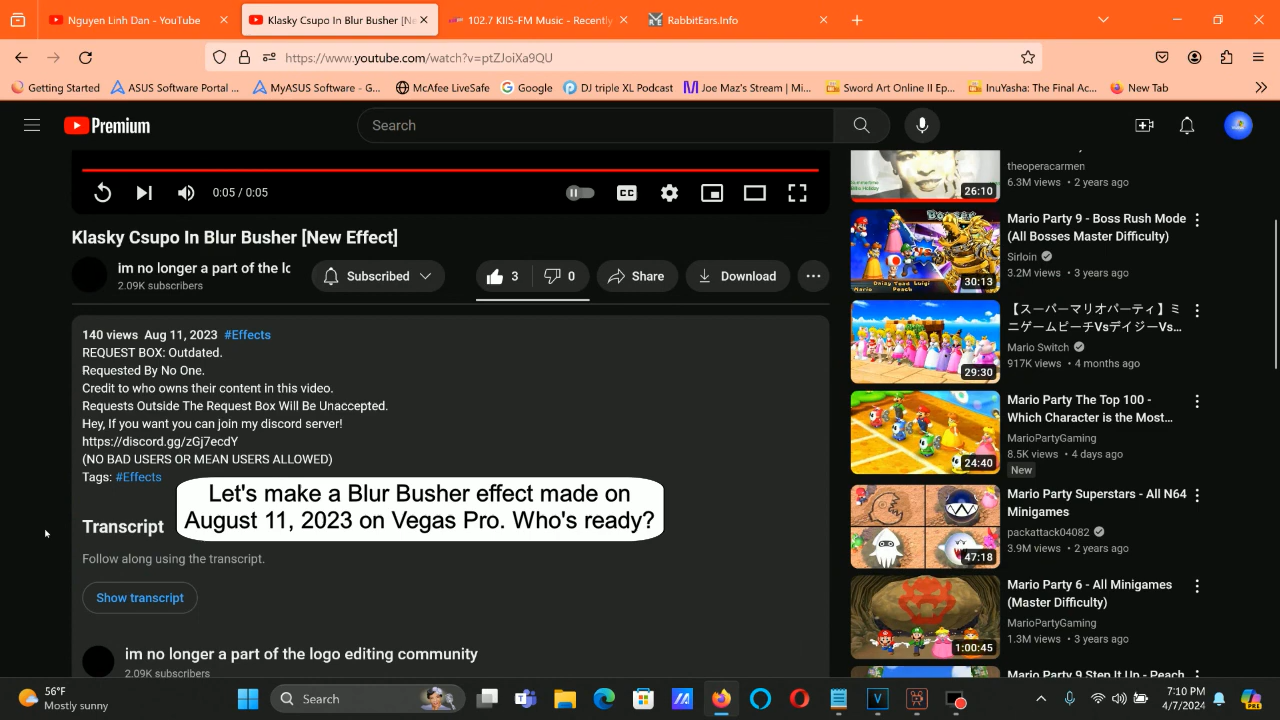 Nguyen Linh Dan - YouTube
Klasky Csupo In Blur Busher [Ne
102.7 KIIS-FM Music - Recently
RabbitEars.Info
https://www.youtube.com/watch?v=ptZJoiXa9QU
Getting Started
ASUS Software Portal ...
MyASUS Software - G...
McAfee LiveSafe
Google
DJ triple XL Podcast
Joe Maz's Stream | Mi...
Sword Art Online II Ep...
InuYasha: The Final Ac...
New Tab
Premium
Search
0:05 / 0:05
CC
Klasky Csupo In Blur Busher [New Effect]
im no longer a part of the lo
2.09K subscribers
Subscribed
3
0
Share
Download
140 views Aug 11, 2023 #Effects
REQUEST BOX: Outdated.
Requested By No One.
Credit to who owns their content in this video.
Requests Outside The Request Box Will Be Unaccepted.
Hey, If you want you can join my discord server!
https://discord.gg/zGj7ecdY
(NO BAD USERS OR MEAN USERS ALLOWED)
Tags: #Effects
Let's make a Blur Busher effect made on
August 11, 2023 on Vegas Pro. Who's ready?
Transcript
Follow along using the transcript.
Show transcript
im no longer a part of the logo editing community
2.09K subscribers
theoperacarmen
6.3M views • 2 years ago
26:10
Mario Party 9 - Boss Rush Mode
(All Bosses Master Difficulty)
Sirloin
3.2M views • 3 years ago
30:13
【スーパーマリオパーティ】ミ
ニゲームピーチVsデイジーVs...
Mario Switch
917K views • 4 months ago
29:30
Mario Party The Top 100 -
Which Character is the Most...
MarioPartyGaming
8.5K views • 4 days ago
New
24:40
Mario Party Superstars - All N64
Minigames
packattack04082
3.9M views • 2 years ago
47:18
Mario Party 6 - All Minigames
(Master Difficulty)
MarioPartyGaming
1.3M views • 3 years ago
1:00:45
Mario Party 9 Step It Up - Peach
56°F
Mostly sunny
Search
7:10 PM
4/7/2024